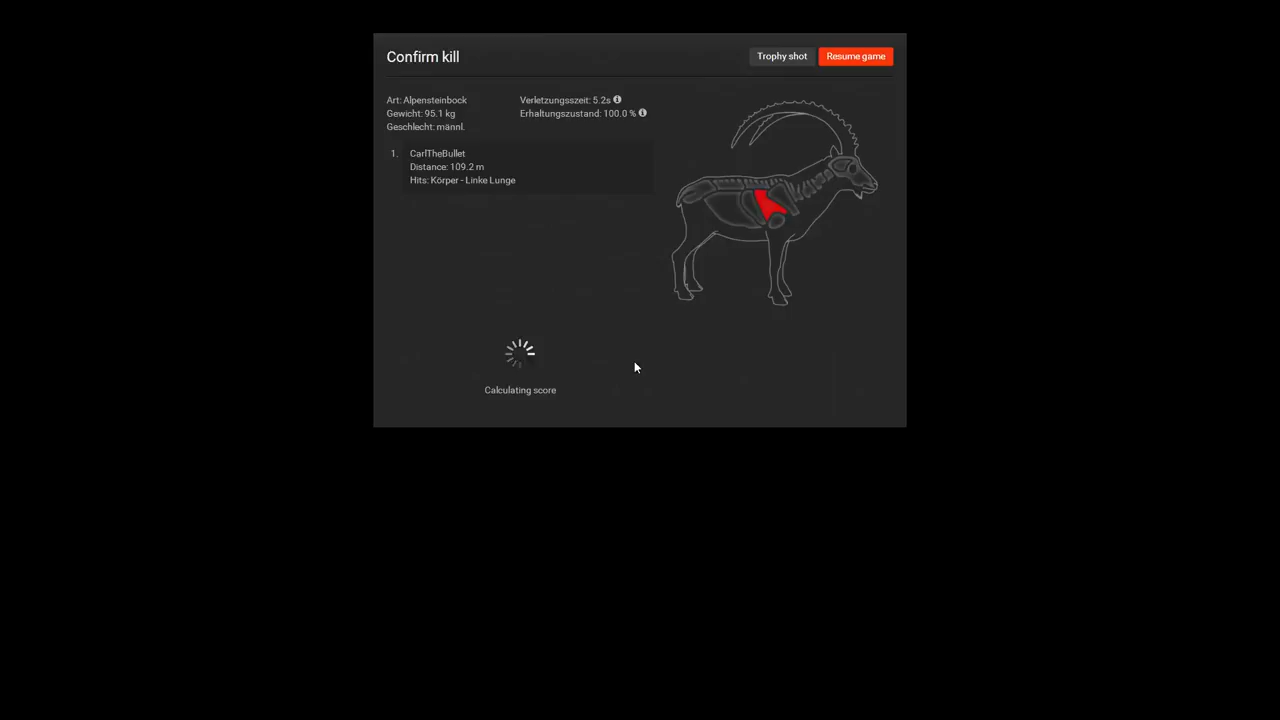 Confirm kill
Trophy shot
Resume game
Art: Alpensteinbock
Gewicht: 95.1 kg
Geschlecht: männl.
Verletzungsszeit: 5.2s
Erhaltungszustand: 100.0 %
1. CarlTheBullet
Distance: 109.2 m
Hits: Körper - Linke Lunge
Calculating score